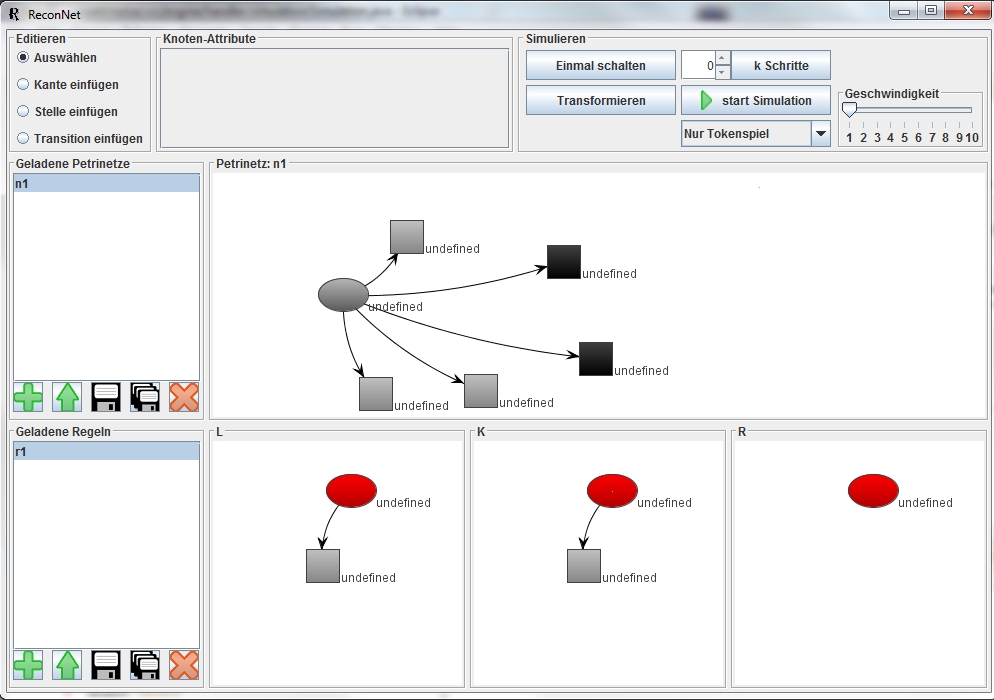 ReconNet
Editieren
Auswählen
Kante einfügen
Stelle einfügen
Transition einfügen
Knoten-Attribute
Simulieren
Einmal schalten
0
k Schritte
Transformieren
start Simulation
Nur Tokenspiel
Geschwindigkeit
1 2 3 4 5 6 7 8 9 10
Geladene Petrinetze
n1
Petrinetz: n1
undefined
undefined
undefined
undefined
undefined
undefined
Geladene Regeln
r1
L
undefined
undefined
K
undefined
undefined
R
undefined